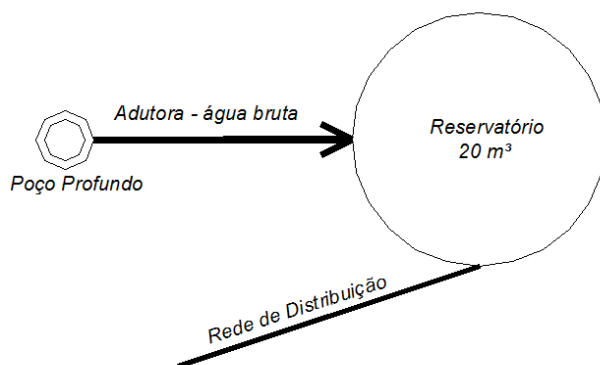 Adutora - água bruta
Reservatório
20 m³
Poço Profundo
Rede de Distribuição